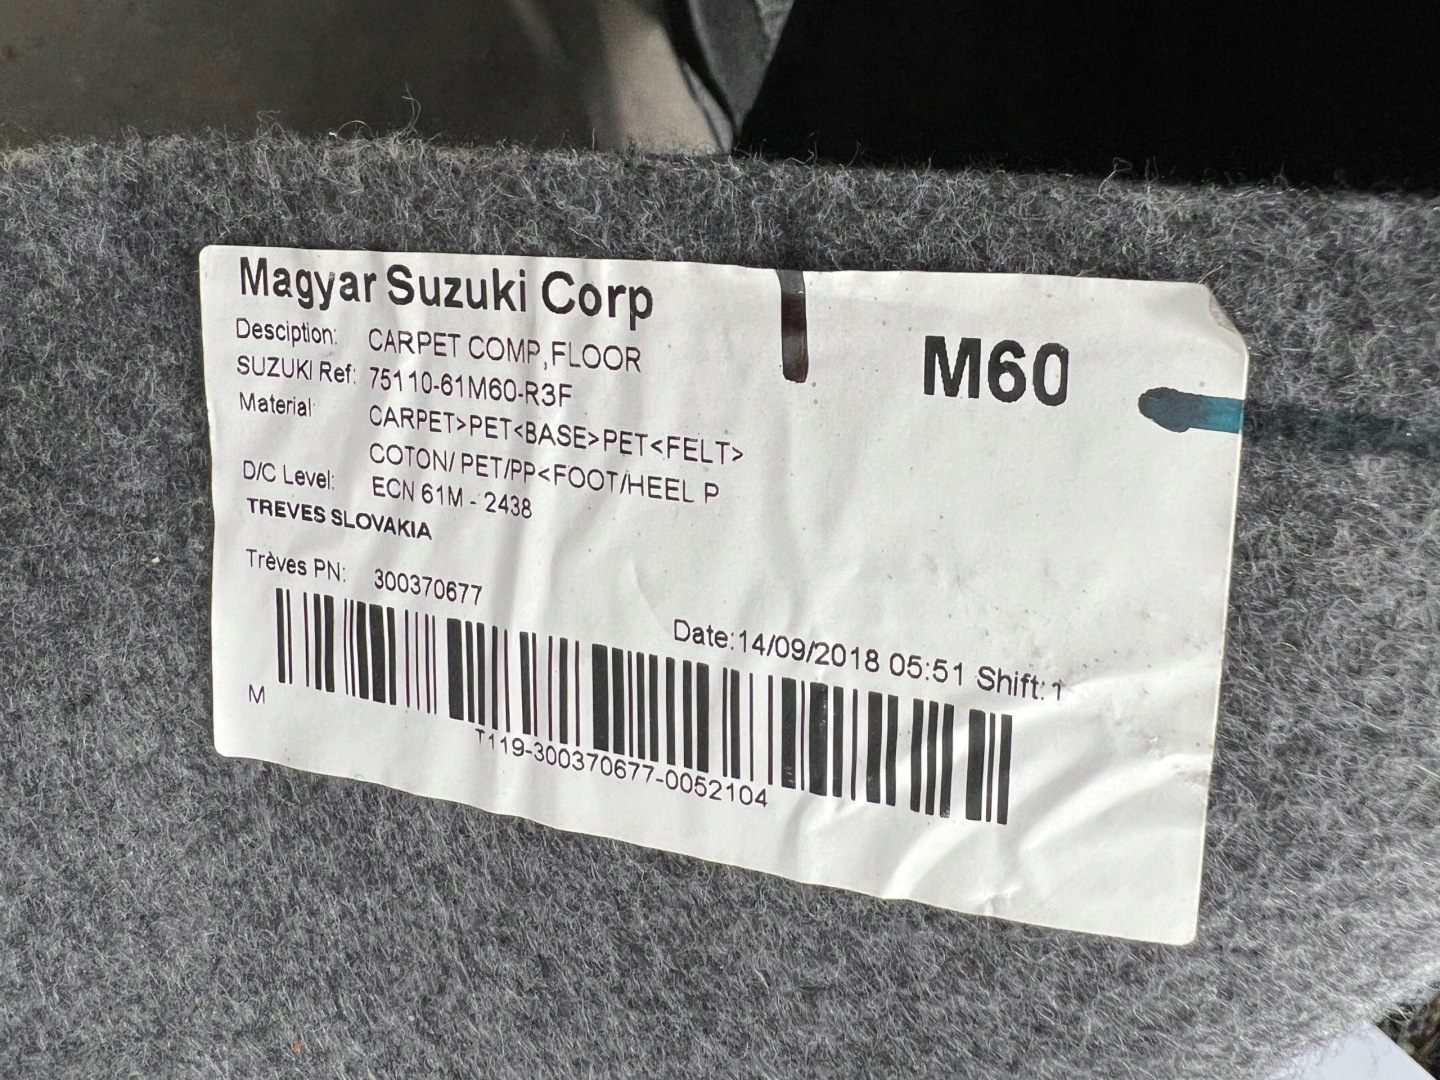 Magyar Suzuki Corp
M60
Desciption: CARPET COMP,FLOOR
SUZUKI Ref: 75110-61M60-R3F
Material CARPET>PET<BASE>PET<FELT>
COTON/ PET/PP<FOOT/HEEL P
D/C Level: ECN 61M - 2438
TREVES SLOVAKIA
Trèves PN: 300370677
Date:14/09/2018 05:51 Shift:1
M
T119-300370677-0052104